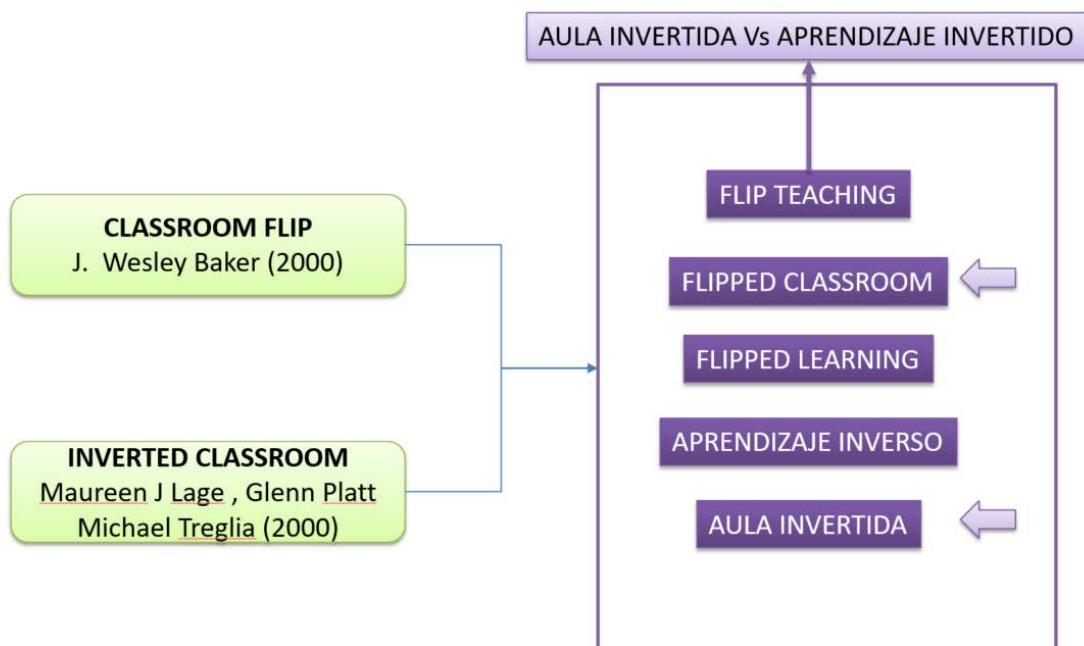 AULA INVERTIDA Vs APRENDIZAJE INVERTIDO
CLASSROOM FLIP
J. Wesley Baker (2000)
INVERTED CLASSROOM
Maureen J Lage , Glenn Platt
Michael Treglia (2000)
FLIP TEACHING
FLIPPED CLASSROOM
FLIPPED LEARNING
APRENDIZAJE INVERSO
AULA INVERTIDA